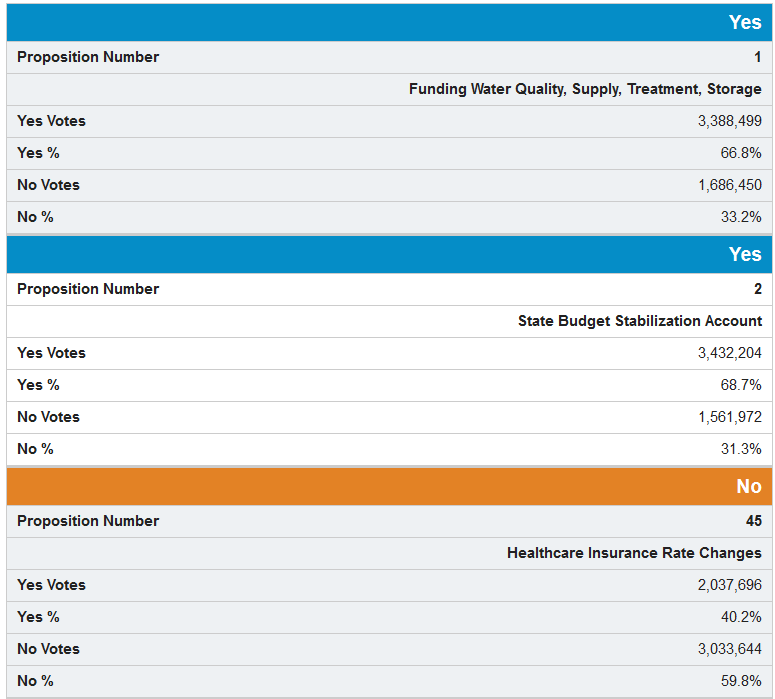 Yes
Proposition Number 1
Funding Water Quality, Supply, Treatment, Storage
Yes Votes 3,388,499
Yes % 66.8%
No Votes 1,686,450
No % 33.2%
Yes
Proposition Number 2
State Budget Stabilization Account
Yes Votes 3,432,204
Yes % 68.7%
No Votes 1,561,972
No % 31.3%
No
Proposition Number 45
Healthcare Insurance Rate Changes
Yes Votes 2,037,696
Yes % 40.2%
No Votes 3,033,644
No % 59.8%